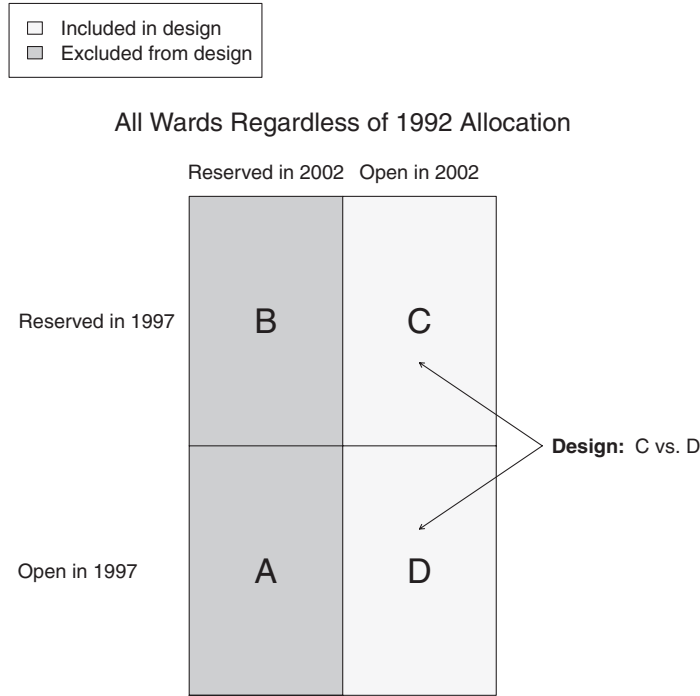 Included in design
Excluded from design
All Wards Regardless of 1992 Allocation
Reserved in 2002 Open in 2002
Reserved in 1997
B
C
Design: C vs. D
Open in 1997
A
D